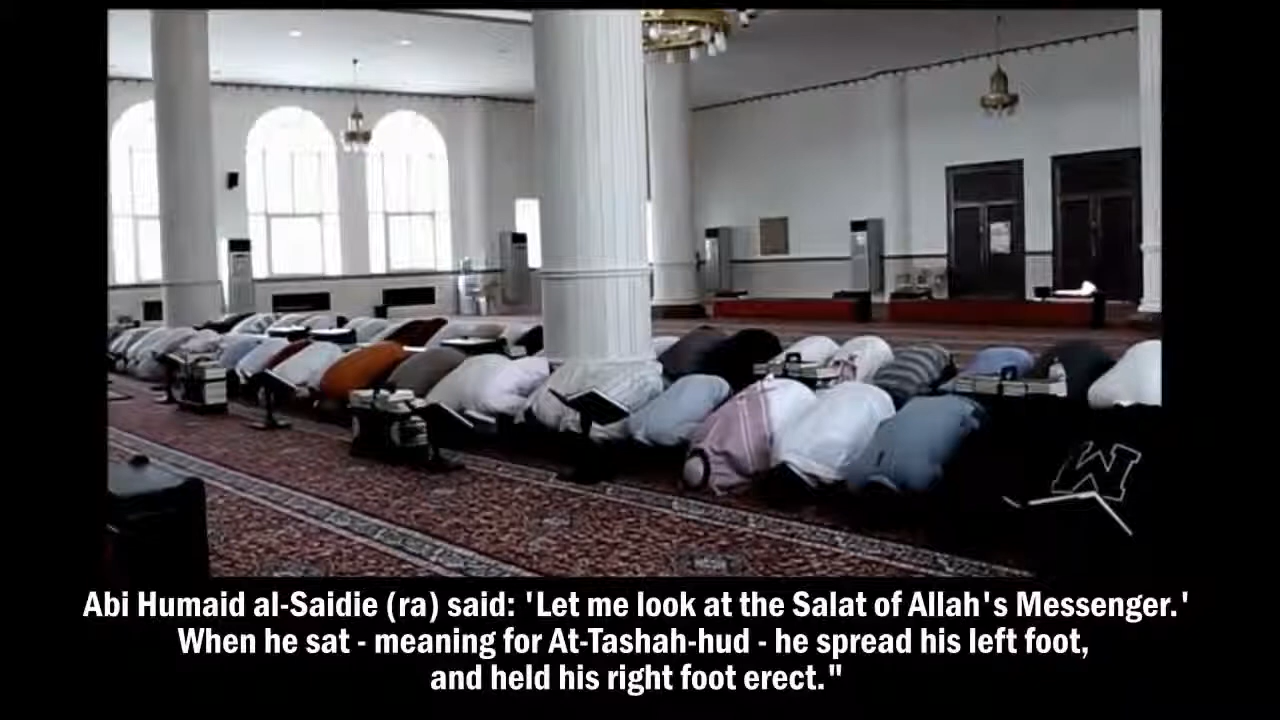 Abi Humaid al-Saidie (ra) said: 'Let me look at the Salat of Allah's Messenger.'
When he sat - meaning for At-Tashah-hud - he spread his left foot,
and held his right foot erect."